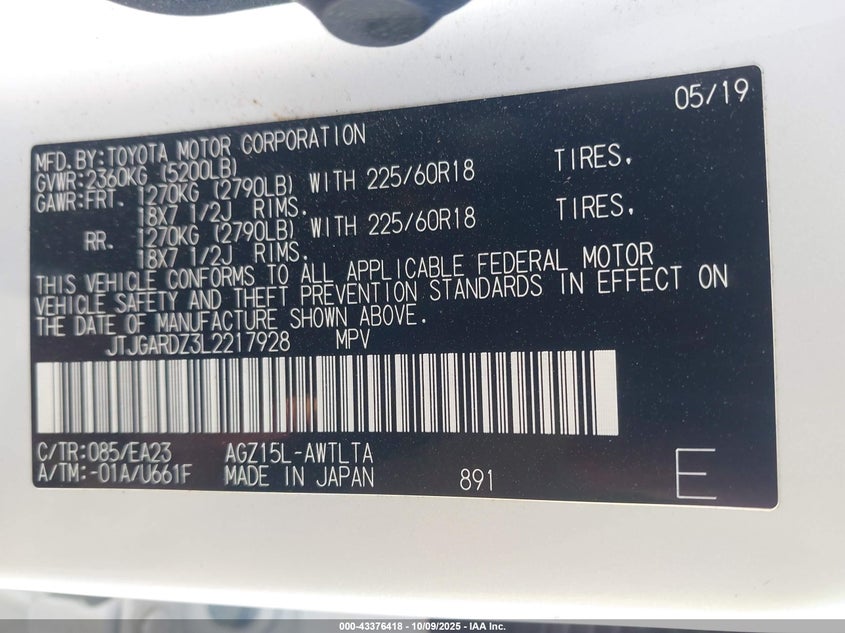 05/19
MFD.BY:TOYOTA MOTOR CORPORATION
GVWR:2360KG (5200LB)
GAWR:FRT. 1270KG (2790LB) WITH 225/60R18 TIRES,
18X7 1/2J RIMS.
RR. 1270KG (2790LB) WITH 225/60R18 TIRES,
18X7 1/2J RIMS.
THIS VEHICLE CONFORMS TO ALL APPLICABLE FEDERAL MOTOR
VEHICLE SAFETY AND THEFT PREVENTION STANDARDS IN EFFECT ON
THE DATE OF MANUFACTURE SHOWN ABOVE.
JTJGARDZ3L2217928 MPV
C/TR:085/EA23 AGZ15L-AWTLTA
A/TM:-01A/U661F MADE IN JAPAN 891 E
000-43376418 - 10/09/2025 - IAA Inc.